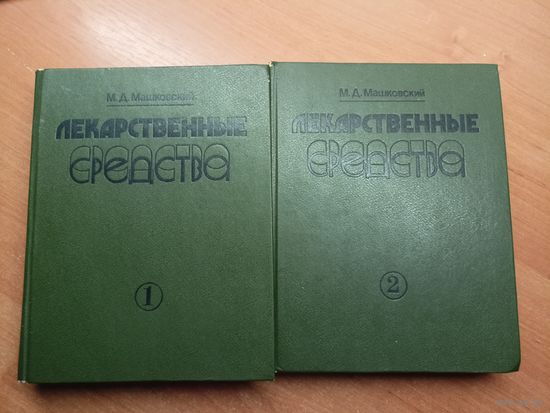 М. Д. Машковский
ЛЕКАРСТВЕННЫЕ
СРЕДСТВА
1
М. Д. Машковский
ЛЕКАРСТВЕННЫЕ
СРЕДСТВА
2